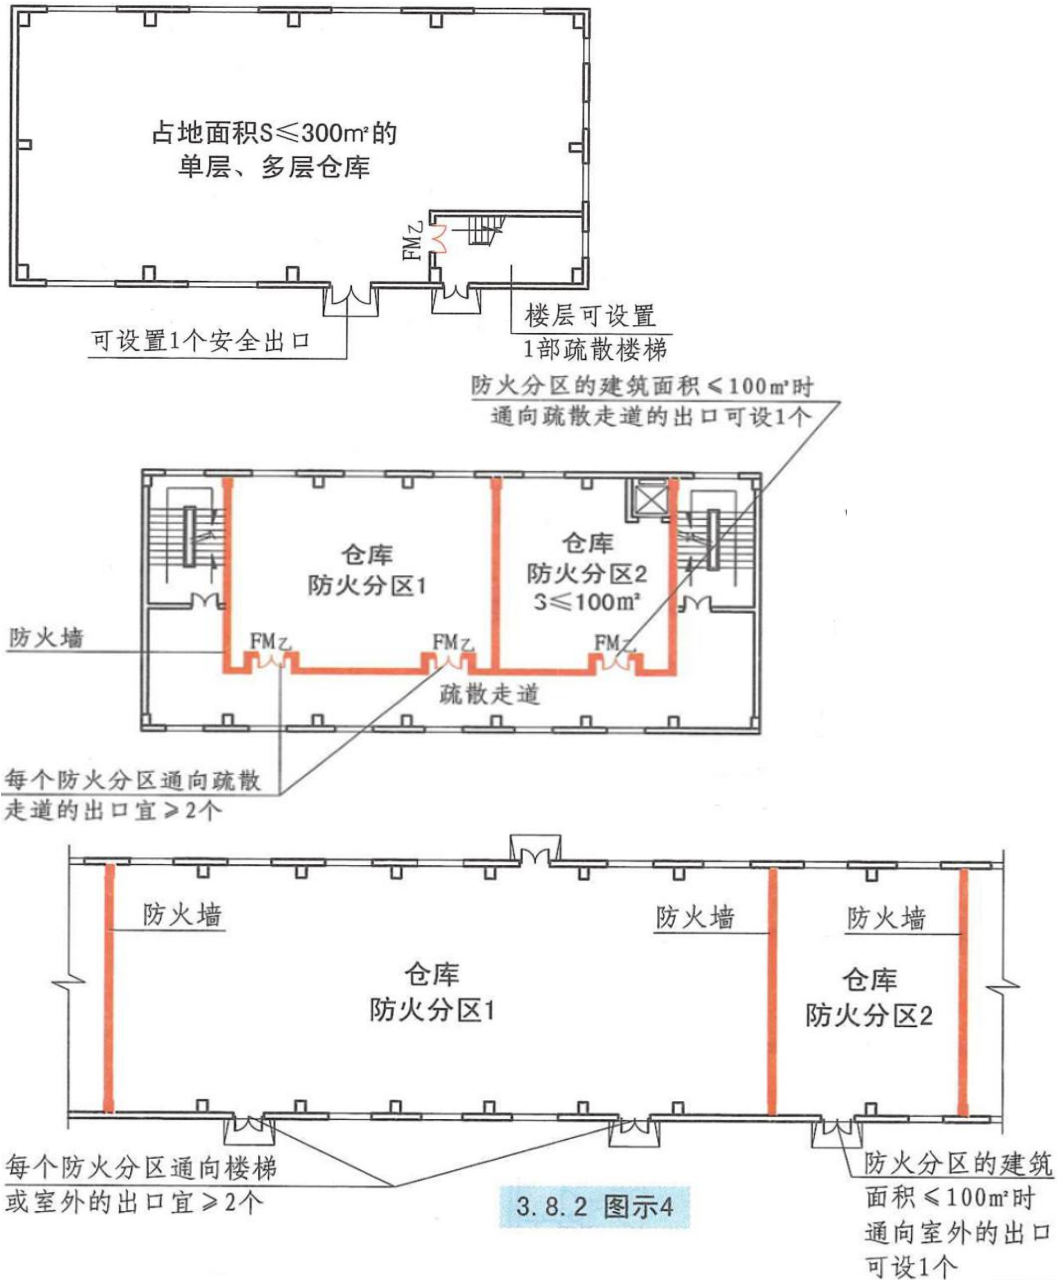 占地面积S≤300㎡的
单层、多层仓库
FM乙
可设置1个安全出口
楼层可设置
1部疏散楼梯
防火分区的建筑面积≤100㎡时
通向疏散走道的出口可设1个
仓库
防火分区1
仓库
防火分区2
S≤100㎡
防火墙
FM乙
FM乙
FM乙
疏散走道
每个防火分区通向疏散
走道的出口宜≥2个
防火墙
防火墙
防火墙
仓库
防火分区1
仓库
防火分区2
每个防火分区通向楼梯
或室外的出口宜≥2个
3.8.2 图示4
防火分区的建筑
面积≤100㎡时
通向室外的出口
可设1个